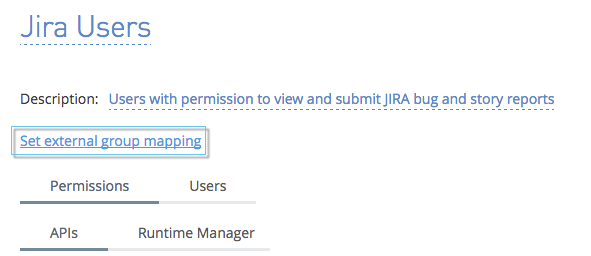 Jira Users
Description: Users with permission to view and submit JIRA bug and story reports
Set external group mapping
Permissions Users
APIs Runtime Manager